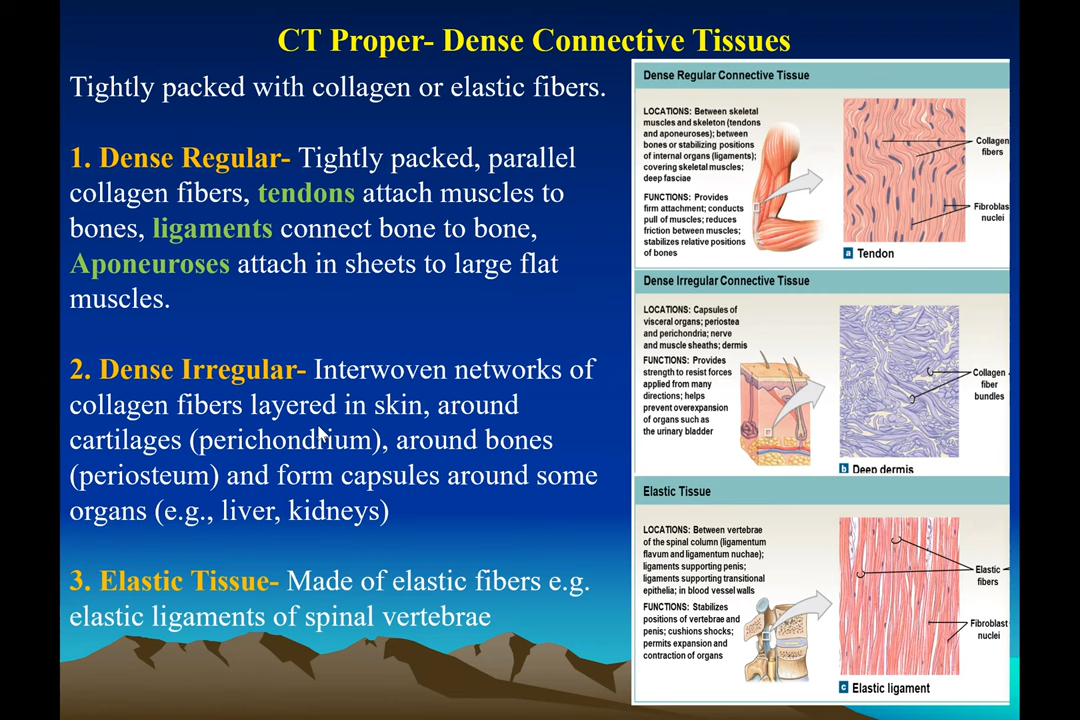 CT Proper- Dense Connective Tissues
Tightly packed with collagen or elastic fibers.
1. Dense Regular- Tightly packed, parallel
collagen fibers, tendons attach muscles to
bones, ligaments connect bone to bone,
Aponeuroses attach in sheets to large flat
muscles.
2. Dense Irregular- Interwoven networks of
collagen fibers layered in skin, around
cartilages (perichondrium), around bones
(periosteum) and form capsules around some
organs (e.g., liver, kidneys)
3. Elastic Tissue- Made of elastic fibers e.g.
elastic ligaments of spinal vertebrae
Dense Regular Connective Tissue
LOCATIONS: Between skeletal
muscles and skeleton (tendons
and aponeuroses); between
bones or stabilizing positions
of internal organs (ligaments);
covering skeletal muscles;
deep fasciae
FUNCTIONS: Provides
firm attachment; conducts
pull of muscles; reduces
friction between muscles;
stabilizes relative positions
of bones
Collagen
fibers
Fibroblas
nuclei
a Tendon
Dense Irregular Connective Tissue
LOCATIONS: Capsules of
visceral organs; periostea
and perichondria; nerve
and muscle sheaths; dermis
FUNCTIONS: Provides
strength to resist forces
applied from many
directions; helps
prevent overexpansion
of organs such as
the urinary bladder
Collagen
fiber
bundles
b Deep dermis
Elastic Tissue
LOCATIONS: Between vertebrae
of the spinal column (ligamentum
flavum and ligamentum nuchae);
ligaments supporting penis;
ligaments supporting transitional
epithelia; in blood vessel walls
FUNCTIONS: Stabilizes
positions of vertebrae and
penis; cushions shocks;
permits expansion and
contraction of organs
Elastic
fibers
Fibroblast
nuclei
c Elastic ligament